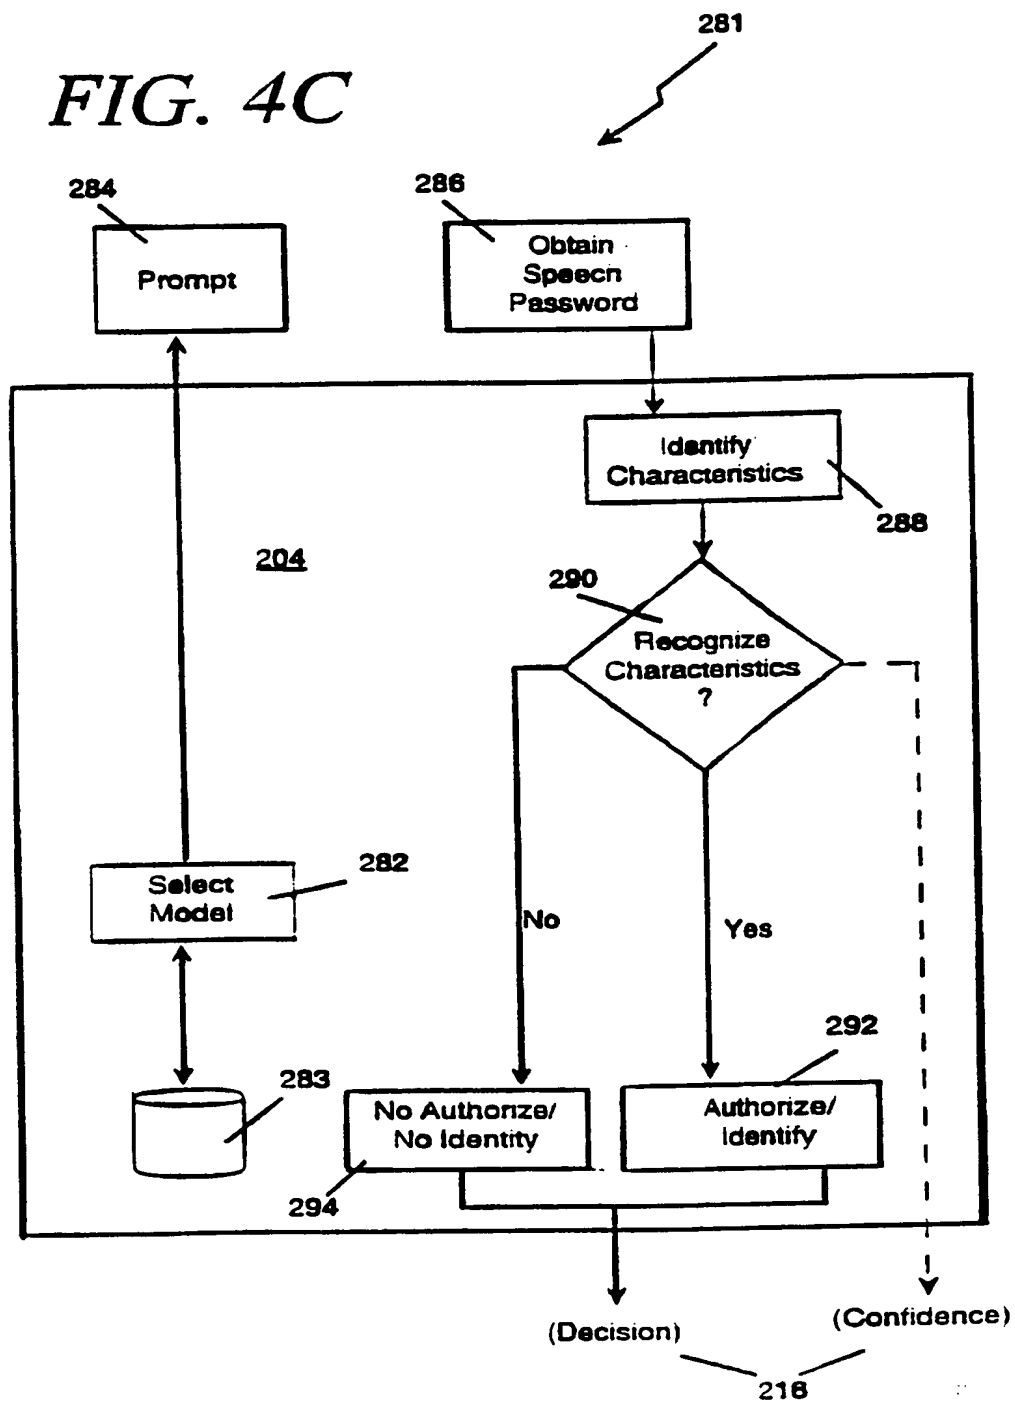 281
FIG. 4C
284
286
Prompt
Obtain
Speech
Password
Identify
Characteristics
288
204
290
Recognize
Characteristics
?
282
Select
Model
No
Yes
292
283
No Authorize/
No Identity
Authorize/
Identify
294
(Decision)
(Confidence)
216